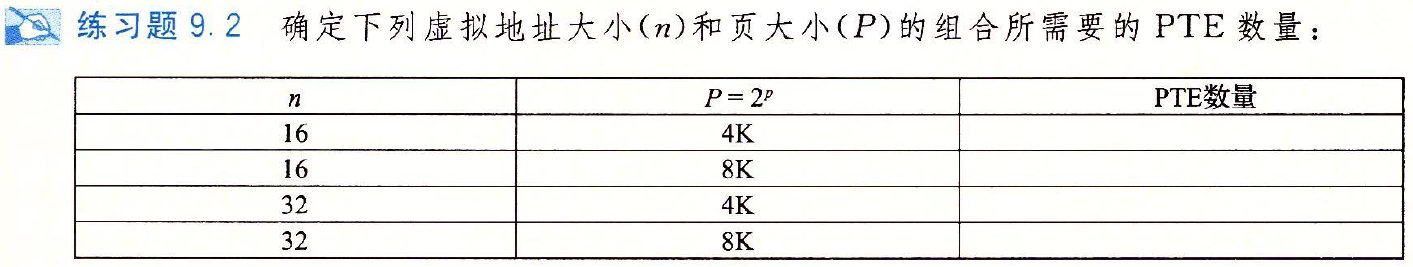 练习题 9.2 确定下列虚拟地址大小(n)和页大小(P)的组合所需要的 PTE 数量：
n P = 2ᵖ PTE数量
16 4K
16 8K
32 4K
32 8K